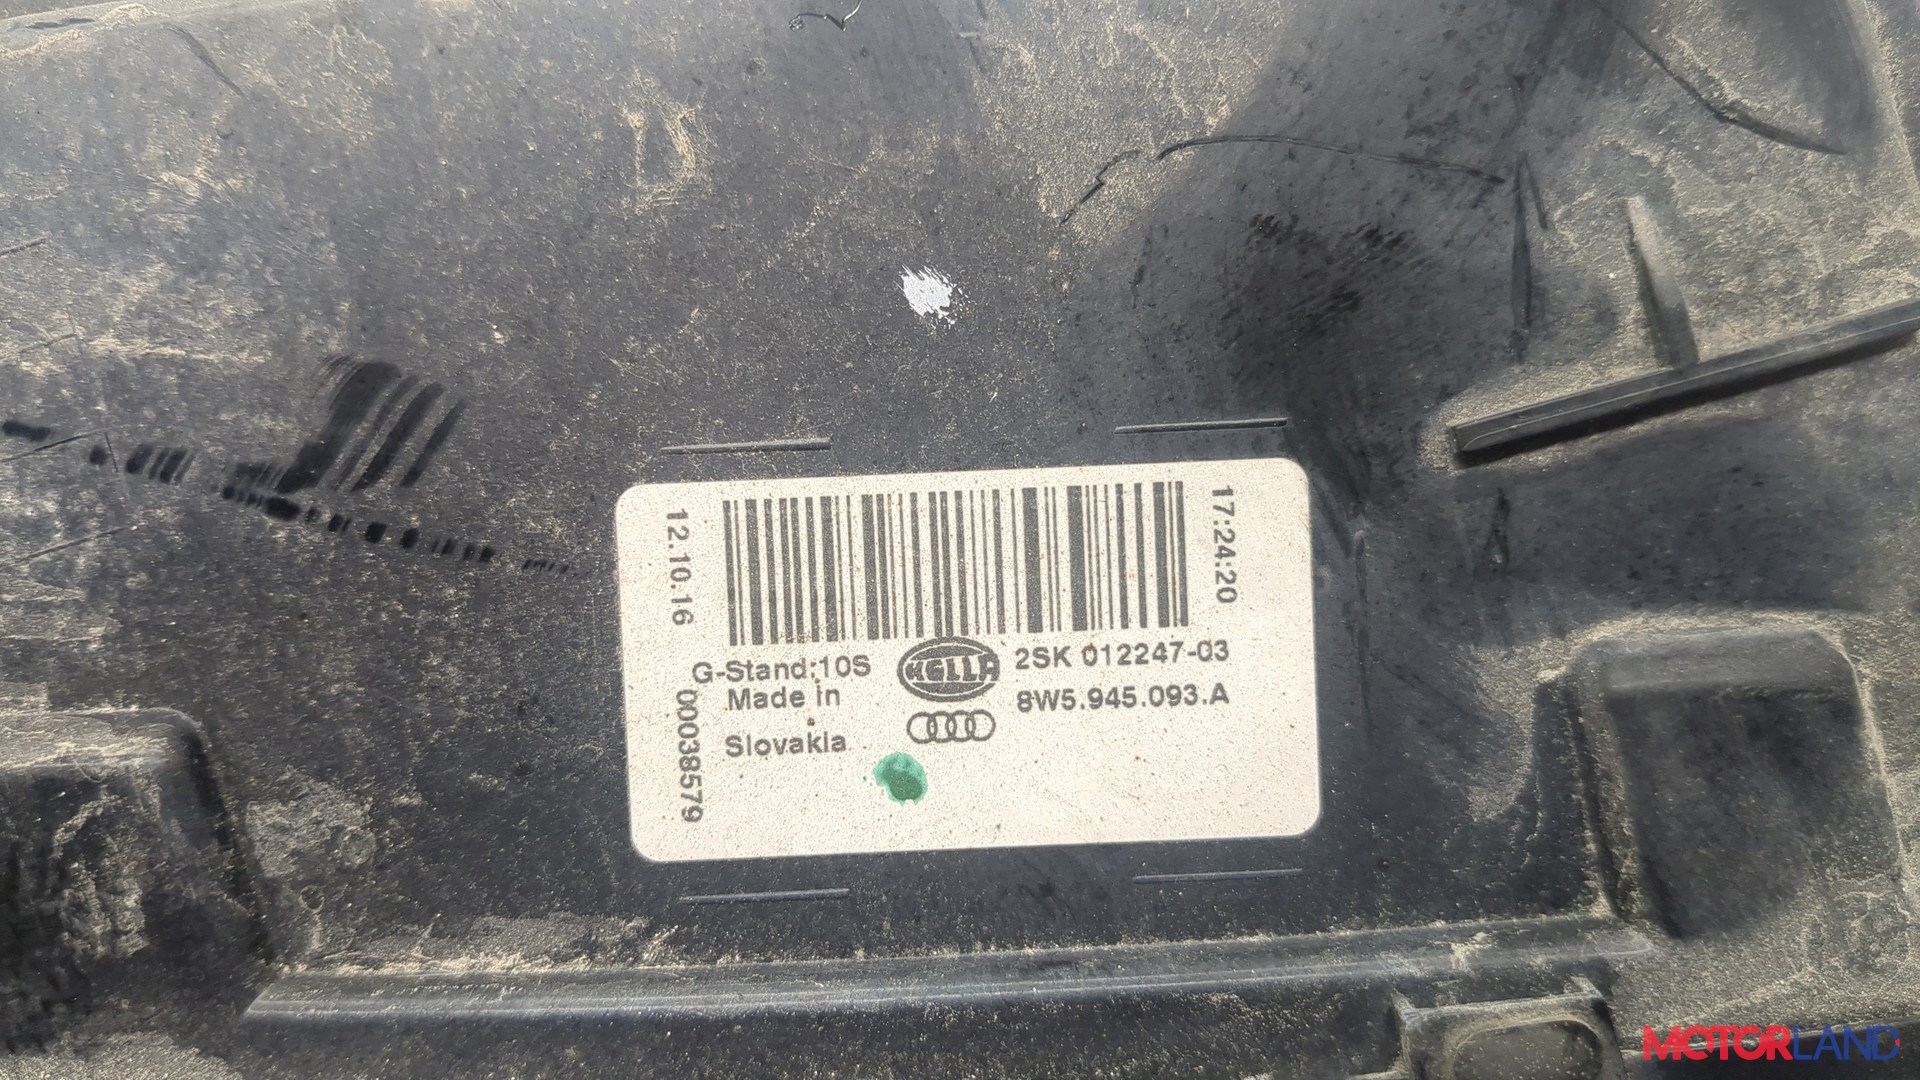 12.10.16
17:24:20
G-Stand:10S
HELLA
2SK 012247-03
Made in
8W5.945.093.A
Slovakia
00038579
MOTORLAND